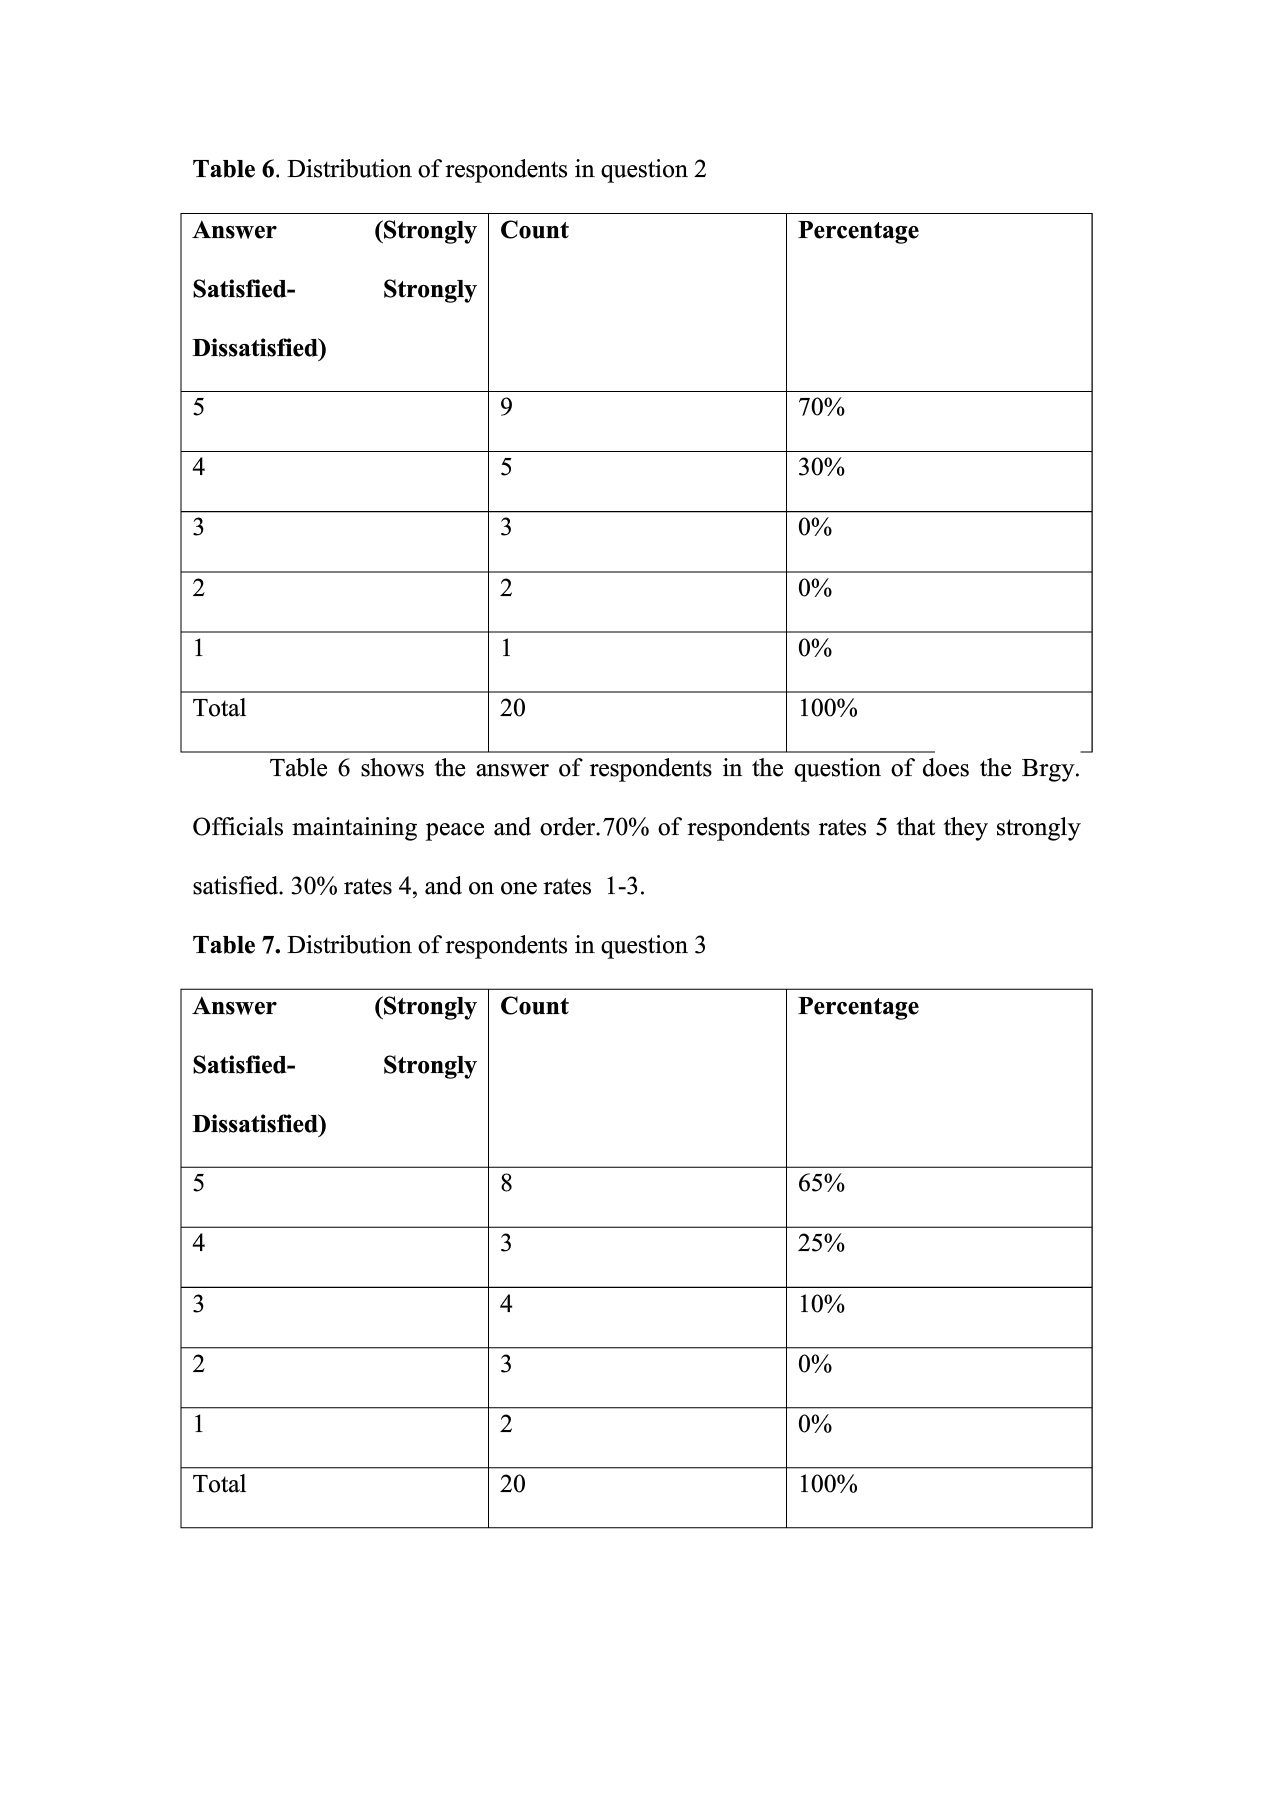 Table 6. Distribution of respondents in question 2
Answer (Strongly Satisfied- Strongly Dissatisfied) Count Percentage
5 9 70%
4 5 30%
3 3 0%
2 2 0%
1 1 0%
Total 20 100%
Table 6 shows the answer of respondents in the question of does the Brgy.
Officials maintaining peace and order.70% of respondents rates 5 that they strongly
satisfied. 30% rates 4, and on one rates  1-3.
Table 7. Distribution of respondents in question 3
Answer (Strongly Satisfied- Strongly Dissatisfied) Count Percentage
5 8 65%
4 3 25%
3 4 10%
2 3 0%
1 2 0%
Total 20 100%